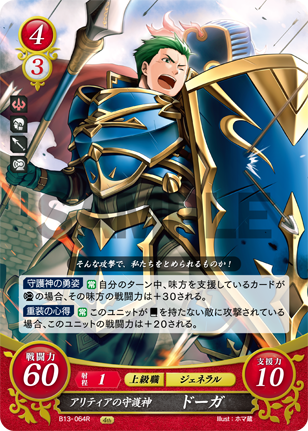 4
3
SAMPLE
そんな攻撃で、私たちをとめられるものか!
守護神の勇姿 常 自分のターン中、味方を支援しているカードが
の場合、その味方の戦闘力は+30される。
重装の心得 常 このユニットが を持たない敵に攻撃されている
場合、このユニットの戦闘力は+20される。
戦闘力
60
射程 1 上級職 ジェネラル
支援力
10
アリティアの守護神 ドーガ
B13-064R 4th Illust:ホマ蔵